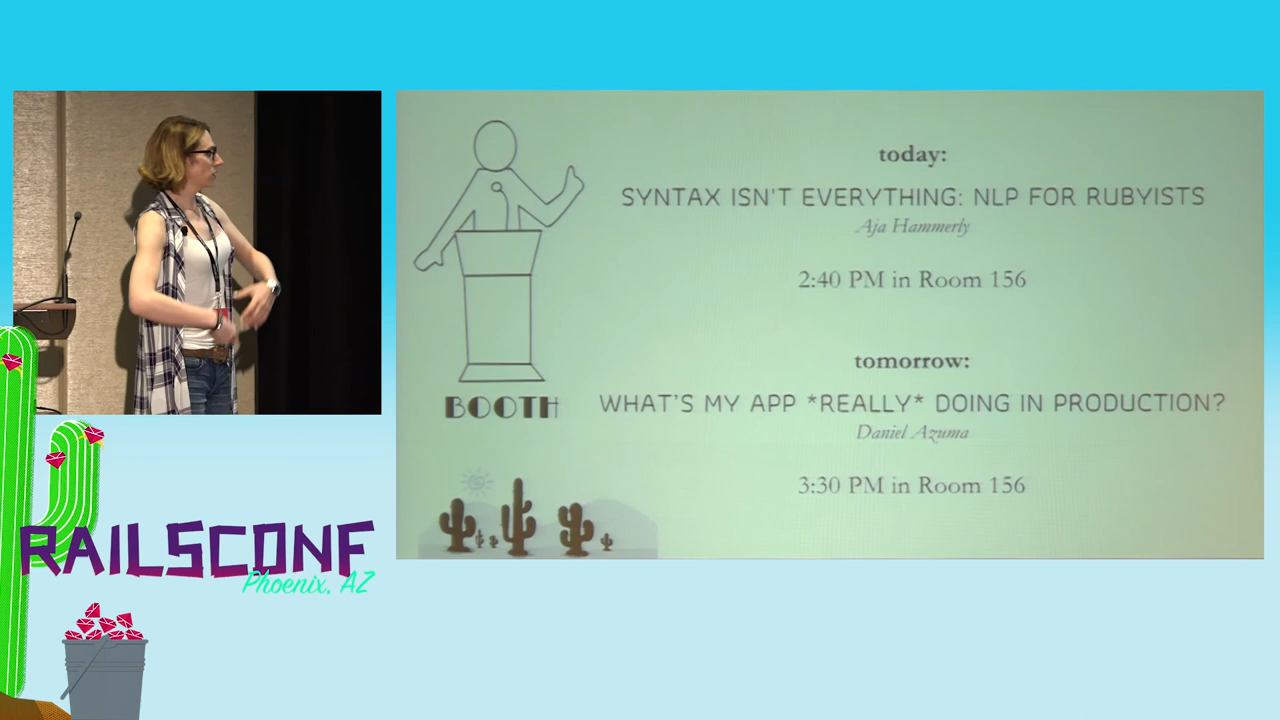 today:
SYNTAX ISN'T EVERYTHING: NLP FOR RUBYISTS
Aja Hammerly
2:40 PM in Room 156
tomorrow:
WHAT'S MY APP *REALLY* DOING IN PRODUCTION?
Daniel Azuma
3:30 PM in Room 156
BOOTH
RAILSCONF
Phoenix, AZ